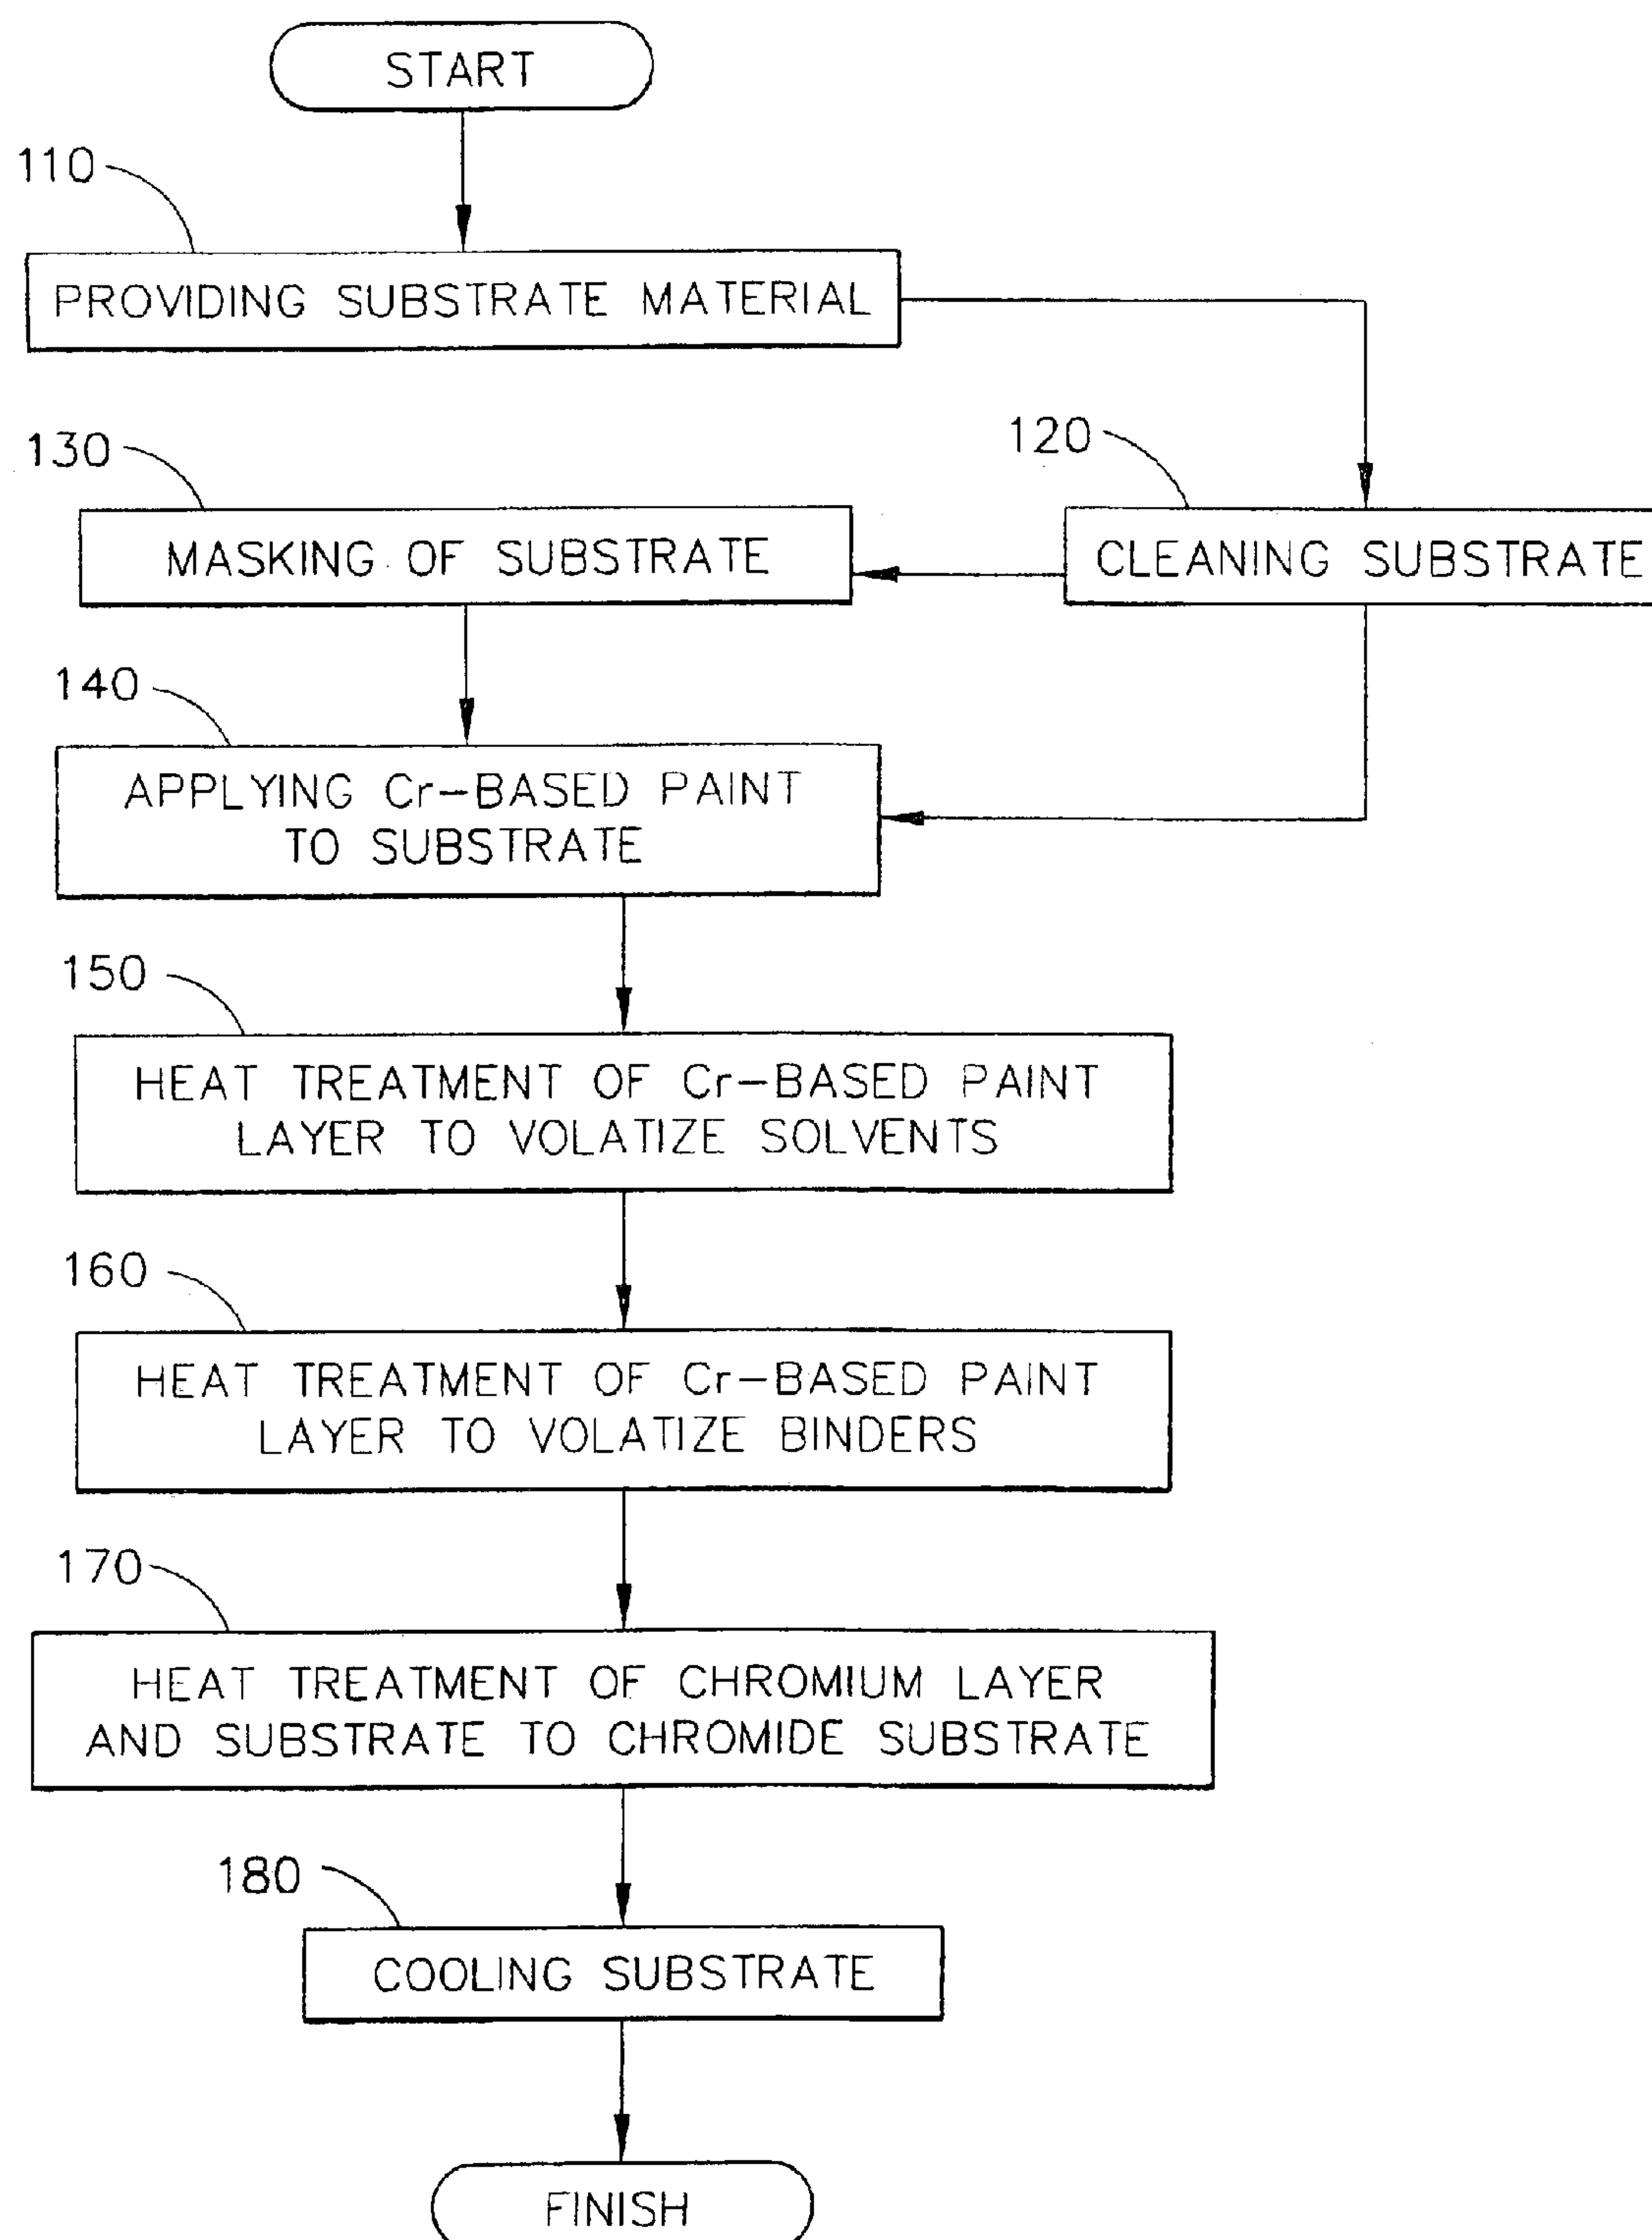 START
110
PROVIDING SUBSTRATE MATERIAL
120
CLEANING SUBSTRATE
130
MASKING OF SUBSTRATE
140
APPLYING Cr-BASED PAINT
TO SUBSTRATE
150
HEAT TREATMENT OF Cr-BASED PAINT
LAYER TO VOLATIZE SOLVENTS
160
HEAT TREATMENT OF Cr-BASED PAINT
LAYER TO VOLATIZE BINDERS
170
HEAT TREATMENT OF CHROMIUM LAYER
AND SUBSTRATE TO CHROMIDE SUBSTRATE
180
COOLING SUBSTRATE
FINISH